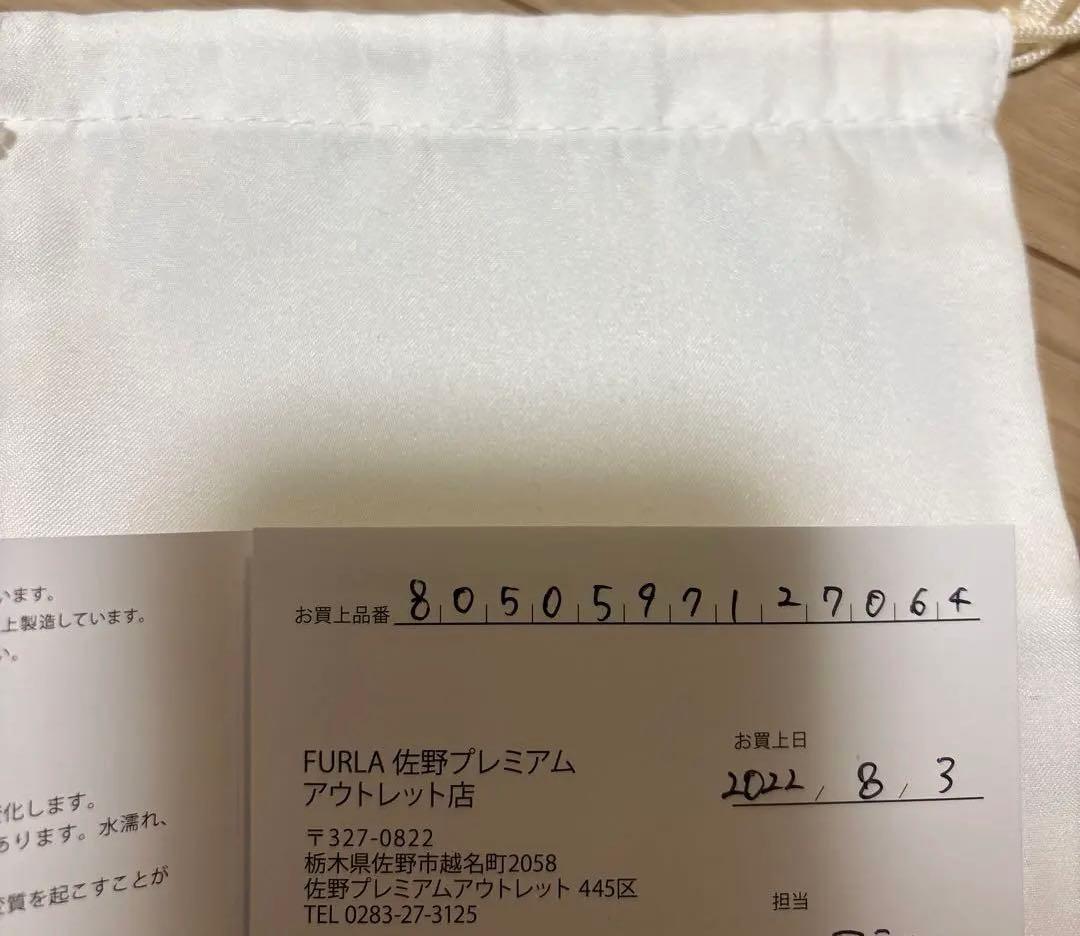 います。
上製造しています。
い。
化します。
あります。水濡れ、
変質を起こすことが
お買上品番 8050597127064
お買上日
2022 / 8 / 3
FURLA 佐野プレミアム
アウトレット店
〒327-0822
栃木県佐野市越名町2058
佐野プレミアムアウトレット 445区
TEL 0283-27-3125
担当